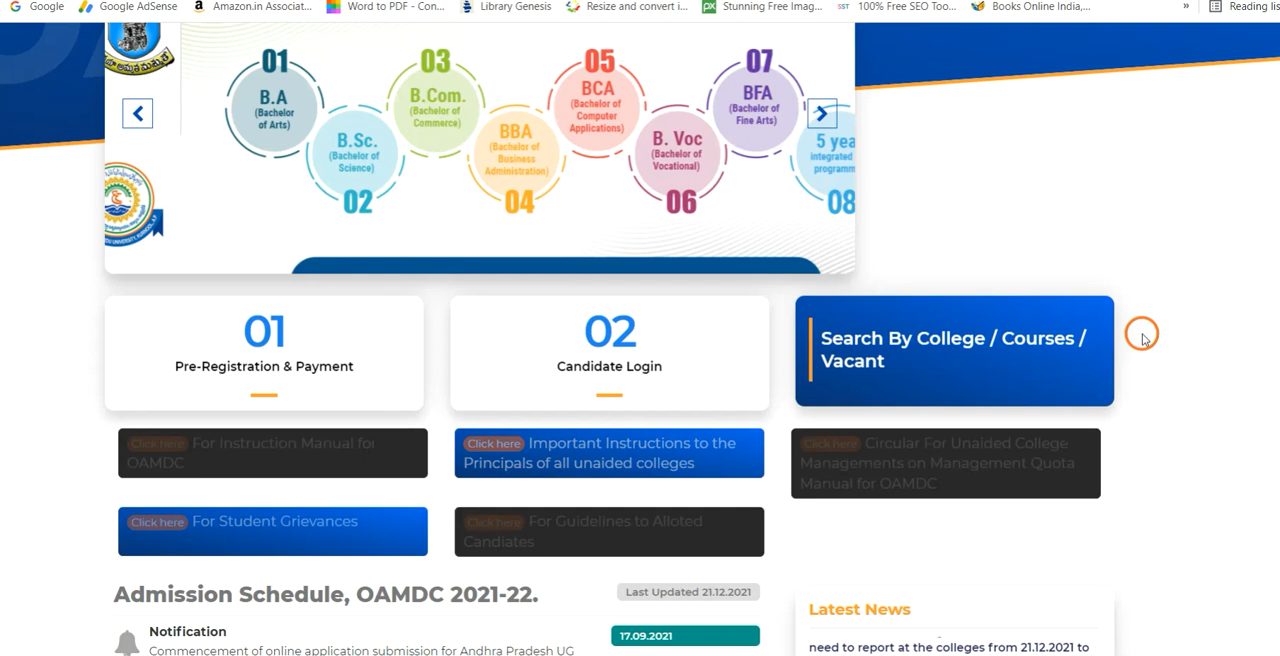 Google
Google AdSense
Amazon.in Associat...
Word to PDF - Con...
Library Genesis
Resize and convert i...
px
Stunning Free Imag...
SST
100% Free SEO Too...
Books Online India,...
»
Reading lis
01
B.A
(Bachelor
of Arts)
B.Sc.
(Bachelor of
Science)
02
03
B.Com.
(Bachelor of
Commerce)
BBA
(Bachelor of
Business
Administration)
04
05
BCA
(Bachelor of
Computer
Applications)
B. Voc
(Bachelor of
Vocational)
06
07
BFA
(Bachelor of
Fine Arts)
5 yea
integrated
programm
08
01
Pre-Registration & Payment
02
Candidate Login
Search By College / Courses /
Vacant
Click here For Instruction Manual for
OAMDC
Click here Important Instructions to the
Principals of all unaided colleges
Click here Circular For Unaided College
Managements on Management Quota
Manual for OAMDC
Click here For Student Grievances
Click here For Guidelines to Alloted
Candiates
Admission Schedule, OAMDC 2021-22.
Last Updated 21.12.2021
Notification
17.09.2021
Commencement of online application submission for Andhra Pradesh UG
Latest News
need to report at the colleges from 21.12.2021 to